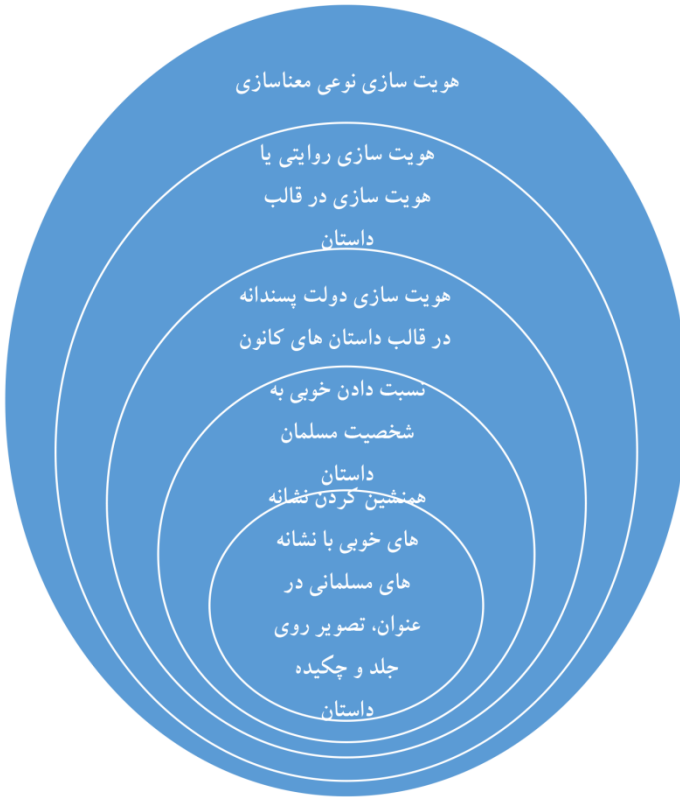 هویت سازی نوعی معناسازی
هویت سازی روایتی یا
هویت سازی در قالب
داستان
هویت سازی دولت پسندانه
در قالب داستان های کانون
نسبت دادن خوبی به
شخصیت مسلمان
داستان
همنشین کردن نشانه
های خوبی با نشانه
های مسلمانی در
عنوان، تصویر روی
جلد و چکیده
داستان